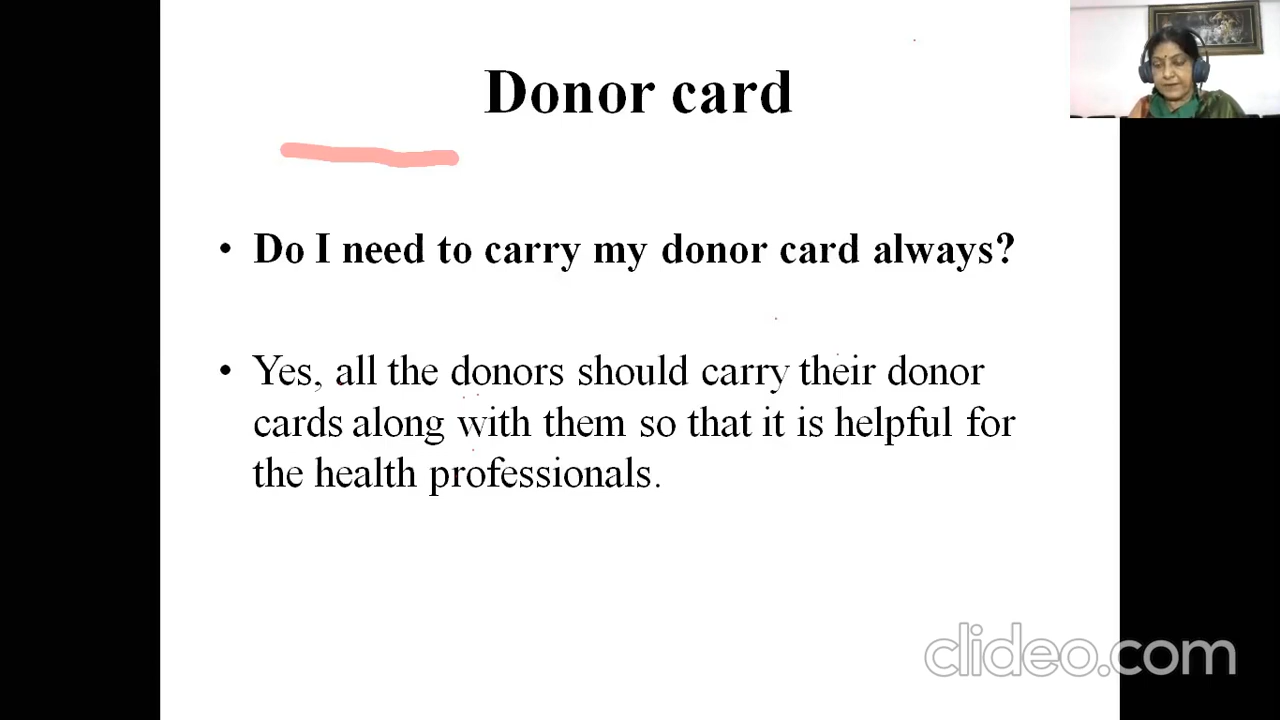 Donor card
• Do I need to carry my donor card always?
• Yes, all the donors should carry their donor
cards along with them so that it is helpful for
the health professionals.
clideo.com